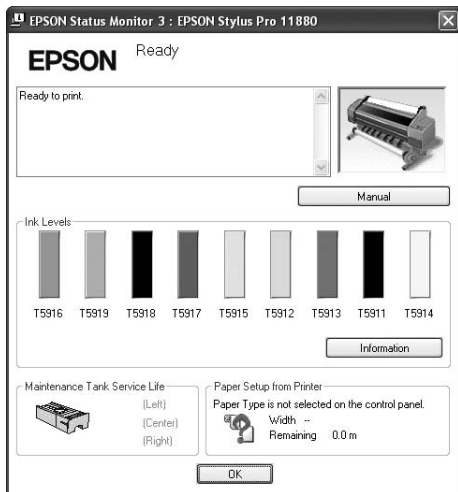 EPSON Status Monitor 3 : EPSON Stylus Pro 11880
EPSON
Ready
Ready to print.
Manual
Ink Levels
T5916 T5919 T5918 T5917 T5915 T5912 T5913 T5911 T5914
Information
Maintenance Tank Service Life
(Left)
(Center)
(Right)
Paper Setup from Printer
Paper Type is not selected on the control panel.
Width --
Remaining 0.0 m
OK